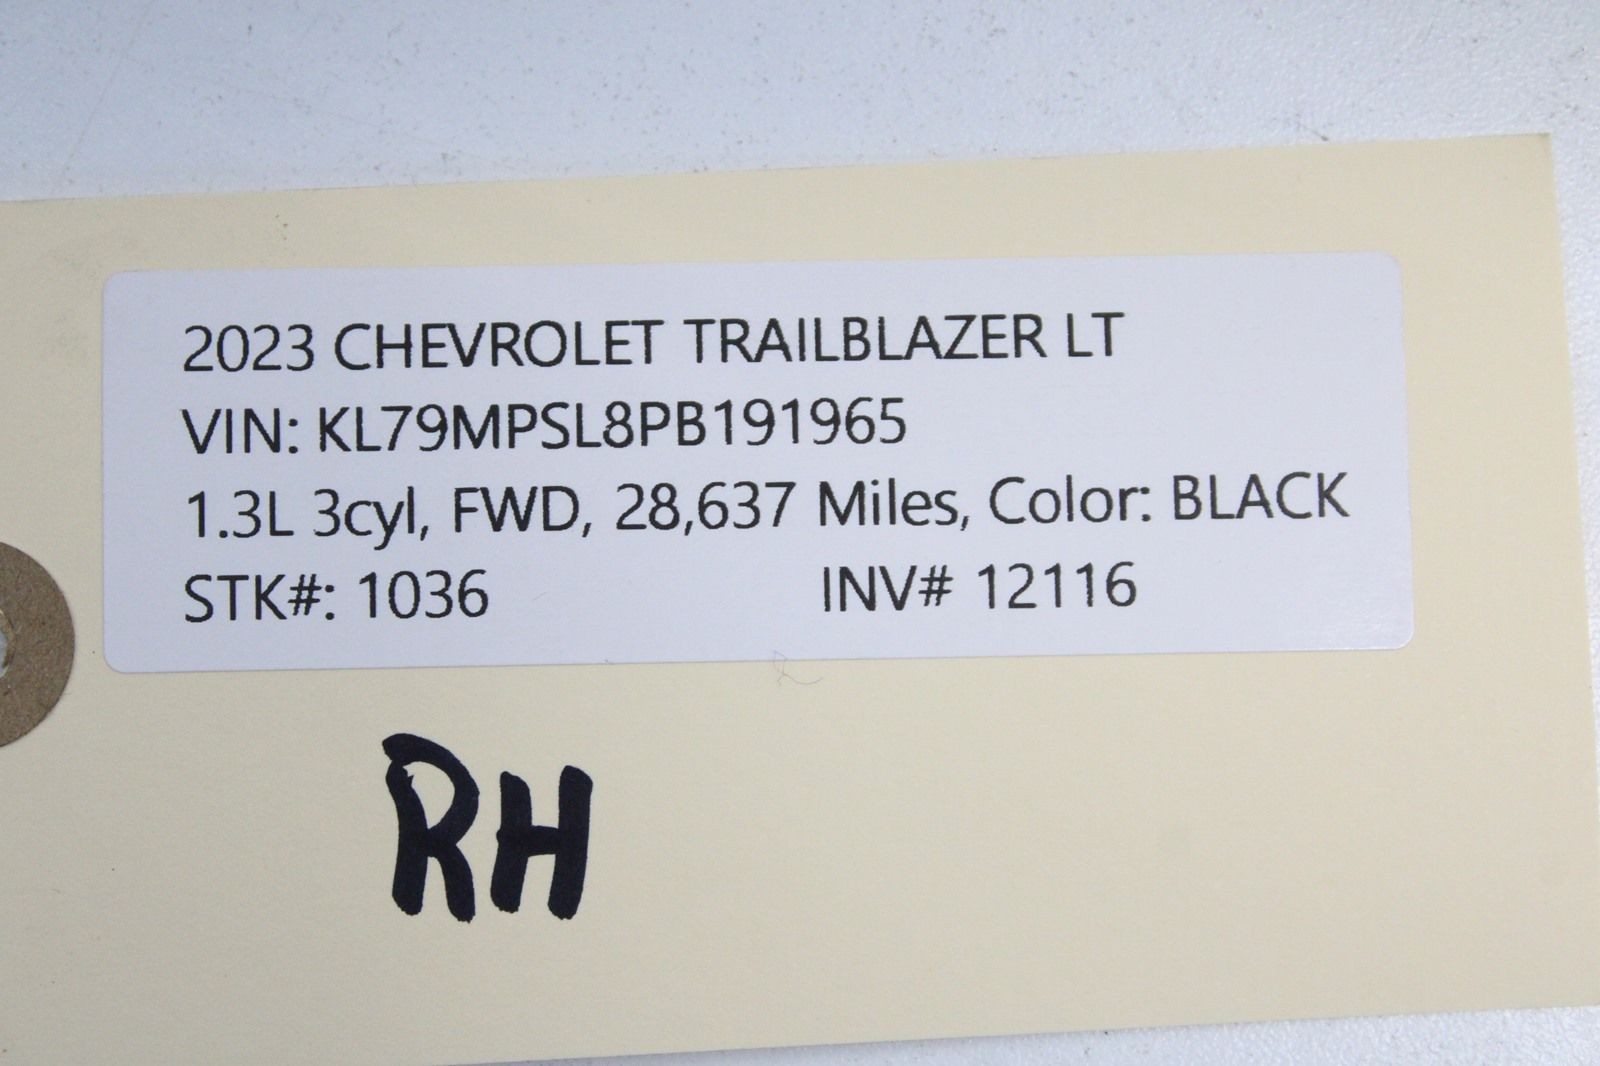 2023 CHEVROLET TRAILBLAZER LT
VIN: KL79MPSL8PB191965
1.3L 3cyl, FWD, 28,637 Miles, Color: BLACK
STK#: 1036 INV# 12116
RH